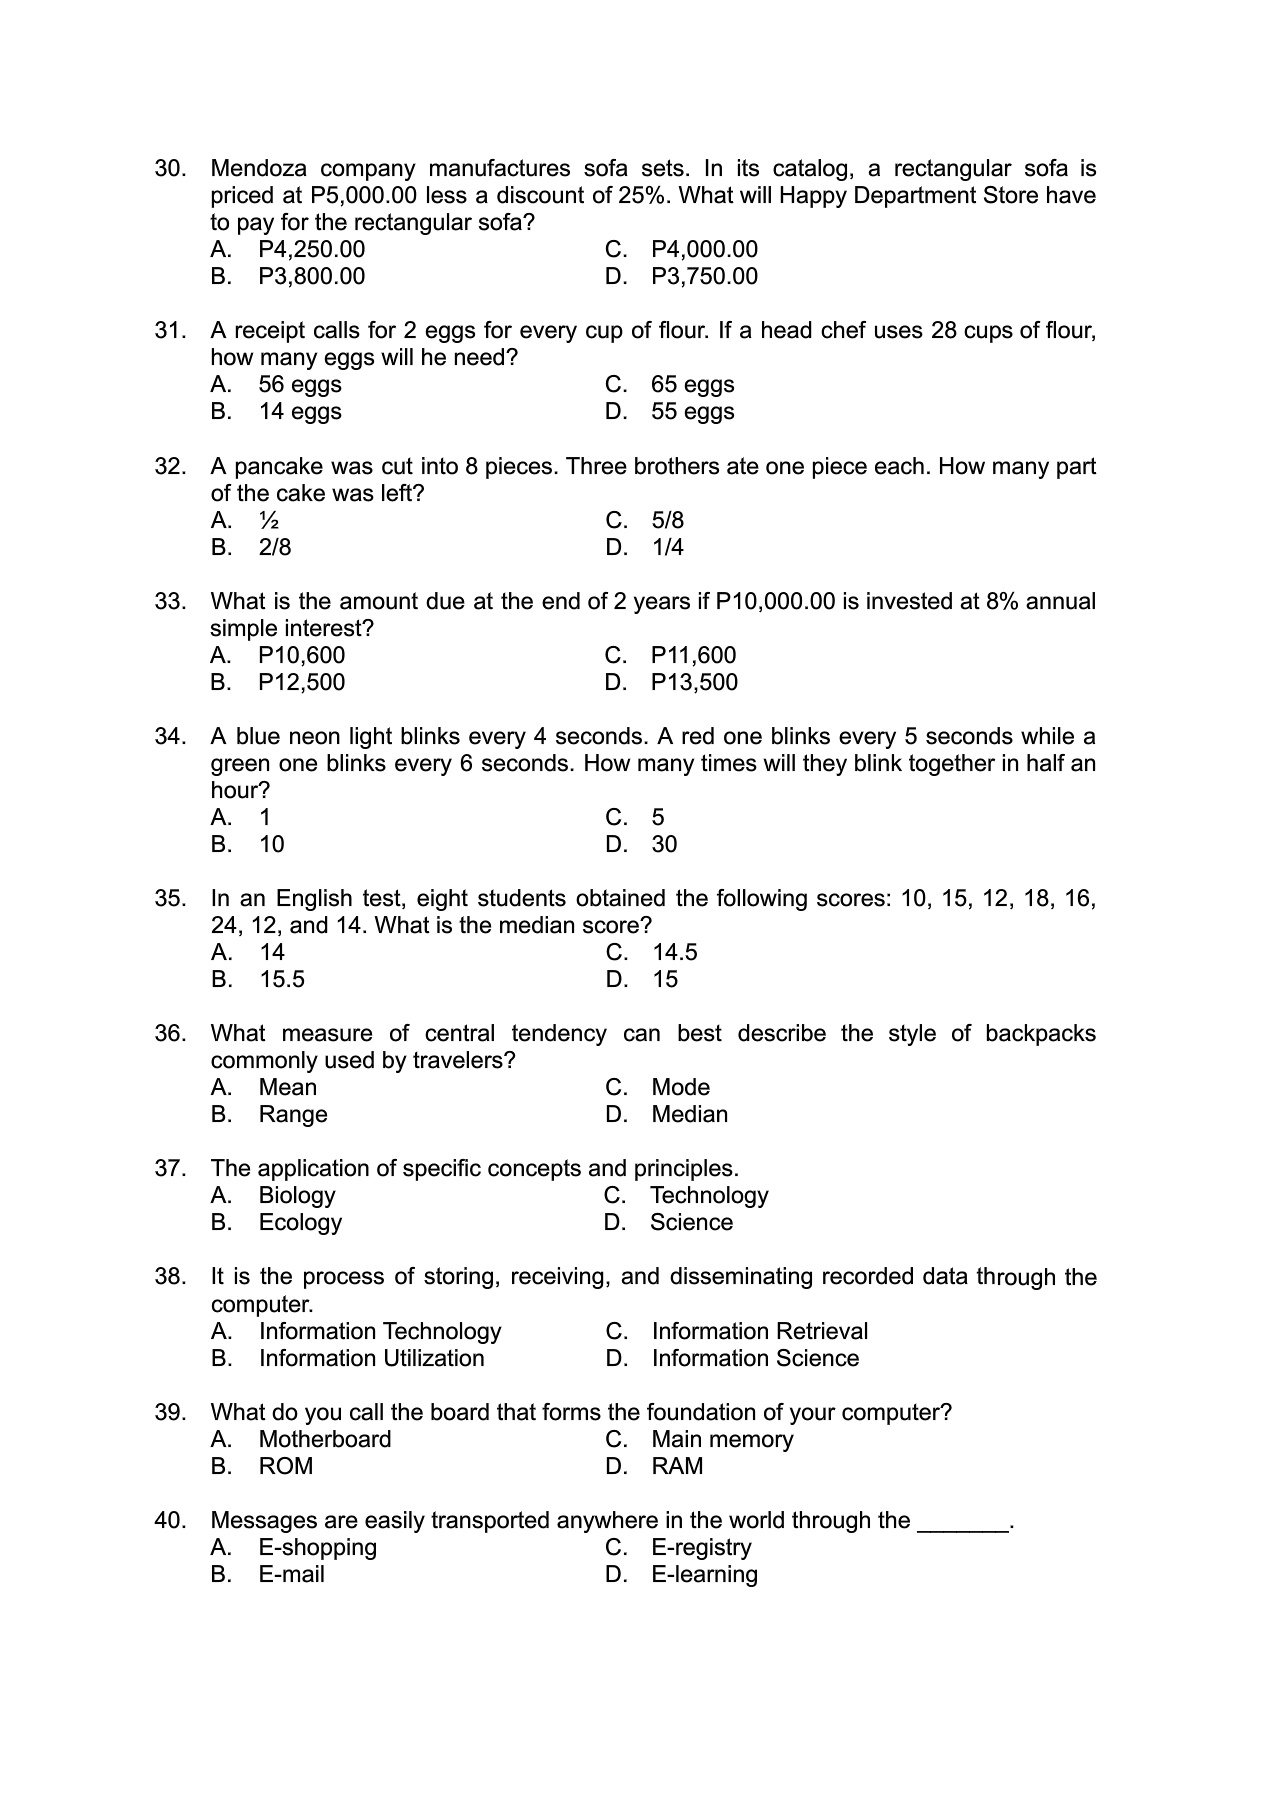 30. Mendoza company manufactures sofa sets. In its catalog, a rectangular sofa is
priced at P5,000.00 less a discount of 25%. What will Happy Department Store have
to pay for the rectangular sofa?
A. P4,250.00 C. P4,000.00
B. P3,800.00 D. P3,750.00
31. A receipt calls for 2 eggs for every cup of flour. If a head chef uses 28 cups of flour,
how many eggs will he need?
A. 56 eggs C. 65 eggs
B. 14 eggs D. 55 eggs
32. A pancake was cut into 8 pieces. Three brothers ate one piece each. How many part
of the cake was left?
A. ½ C. 5/8
B. 2/8 D. 1/4
33. What is the amount due at the end of 2 years if P10,000.00 is invested at 8% annual
simple interest?
A. P10,600 C. P11,600
B. P12,500 D. P13,500
34. A blue neon light blinks every 4 seconds. A red one blinks every 5 seconds while a
green one blinks every 6 seconds. How many times will they blink together in half an
hour?
A. 1 C. 5
B. 10 D. 30
35. In an English test, eight students obtained the following scores: 10, 15, 12, 18, 16,
24, 12, and 14. What is the median score?
A. 14 C. 14.5
B. 15.5 D. 15
36. What measure of central tendency can best describe the style of backpacks
commonly used by travelers?
A. Mean C. Mode
B. Range D. Median
37. The application of specific concepts and principles.
A. Biology C. Technology
B. Ecology D. Science
38. It is the process of storing, receiving, and disseminating recorded data through the
computer.
A. Information Technology C. Information Retrieval
B. Information Utilization D. Information Science
39. What do you call the board that forms the foundation of your computer?
A. Motherboard C. Main memory
B. ROM D. RAM
40. Messages are easily transported anywhere in the world through the _______.
A. E-shopping C. E-registry
B. E-mail D. E-learning